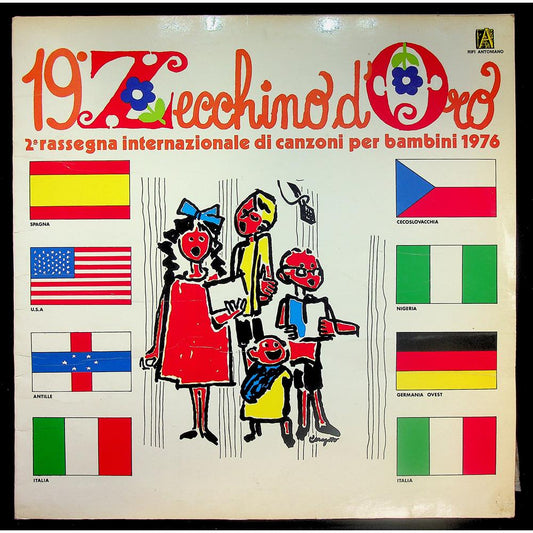 RIFI ANTONIANO
19° Zecchino d'Oro
2ª rassegna internazionale di canzoni per bambini 1976
SPAGNA
CECOSLOVACCHIA
U.S.A
NIGERIA
ANTILLE
GERMANIA OVEST
ITALIA
ITALIA